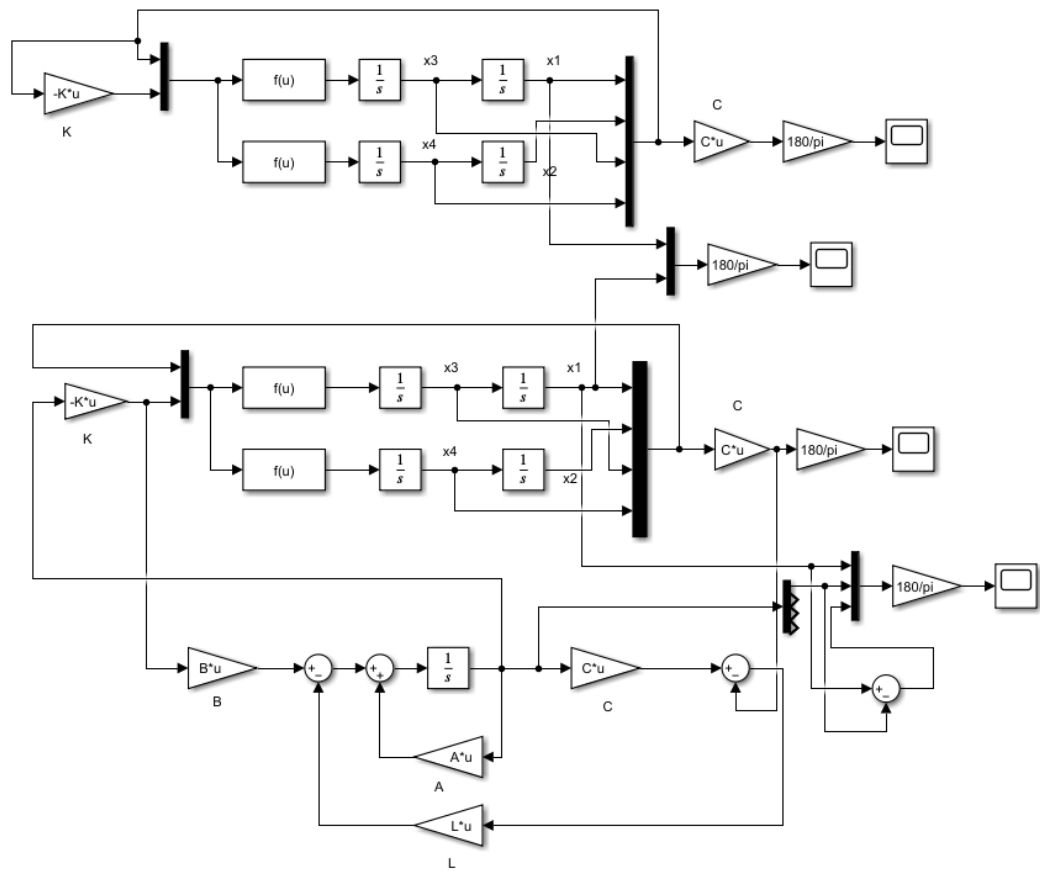 x3
x1
f(u)
1
s
1
s
-K*u
K
C
C*u
180/pi
x4
f(u)
1
s
1
s
x2
180/pi
x3
x1
f(u)
1
s
1
s
-K*u
K
C
C*u
180/pi
x4
f(u)
1
s
1
s
x2
180/pi
B*u
B
+
−
+
+
1
s
C*u
C
+
−
+
−
A*u
A
L*u
L